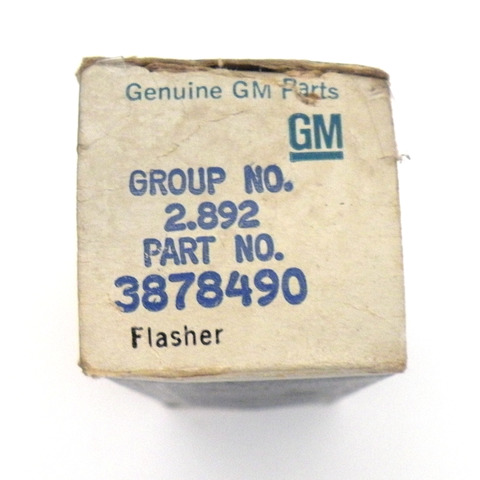 Genuine GM Parts
GM
GROUP NO.
2.892
PART NO.
3878490
Flasher